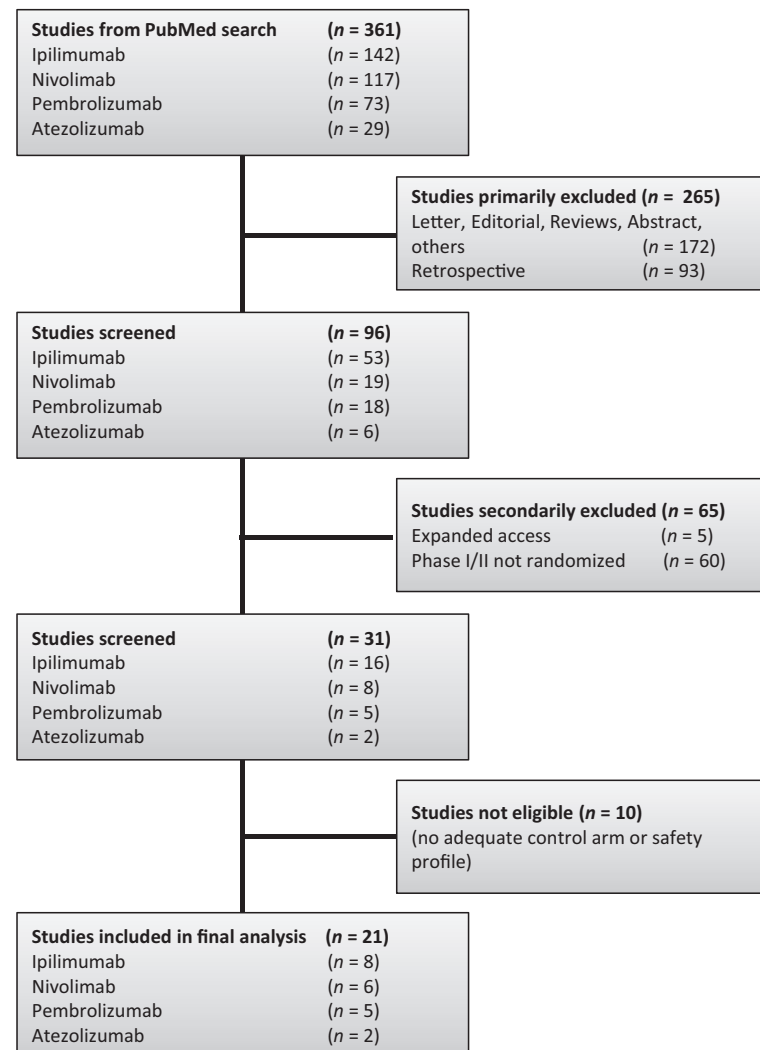 Studies from PubMed search (n = 361)
Ipilimumab (n = 142)
Nivolimab (n = 117)
Pembrolizumab (n = 73)
Atezolizumab (n = 29)
Studies primarily excluded (n = 265)
Letter, Editorial, Reviews, Abstract,
others (n = 172)
Retrospective (n = 93)
Studies screened (n = 96)
Ipilimumab (n = 53)
Nivolimab (n = 19)
Pembrolizumab (n = 18)
Atezolizumab (n = 6)
Studies secondarily excluded (n = 65)
Expanded access (n = 5)
Phase I/II not randomized (n = 60)
Studies screened (n = 31)
Ipilimumab (n = 16)
Nivolimab (n = 8)
Pembrolizumab (n = 5)
Atezolizumab (n = 2)
Studies not eligible (n = 10)
(no adequate control arm or safety
profile)
Studies included in final analysis (n = 21)
Ipilimumab (n = 8)
Nivolimab (n = 6)
Pembrolizumab (n = 5)
Atezolizumab (n = 2)